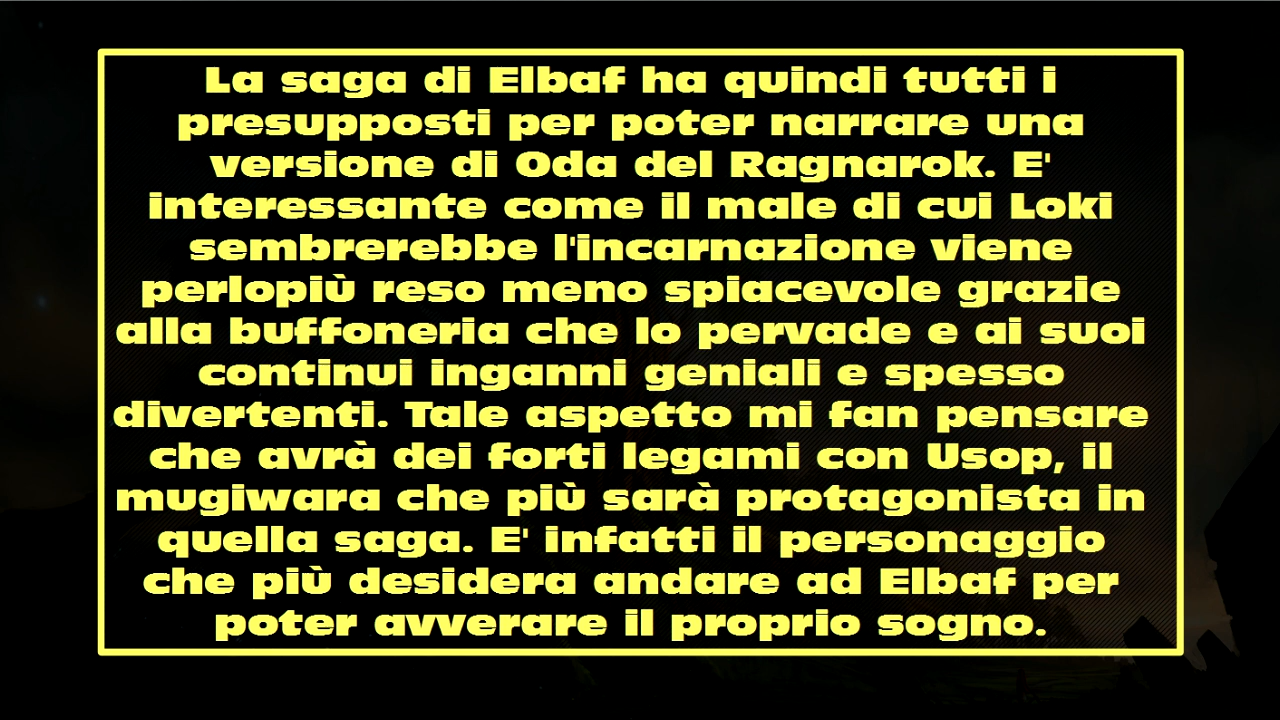 La saga di Elbaf ha quindi tutti i
presupposti per poter narrare una
versione di Oda del Ragnarok. E'
interessante come il male di cui Loki
sembrerebbe l'incarnazione viene
perlopiù reso meno spiacevole grazie
alla buffoneria che lo pervade e ai suoi
continui inganni geniali e spesso
divertenti. Tale aspetto mi fan pensare
che avrà dei forti legami con Usop, il
mugiwara che più sarà protagonista in
quella saga. E' infatti il personaggio
che più desidera andare ad Elbaf per
poter avverare il proprio sogno.